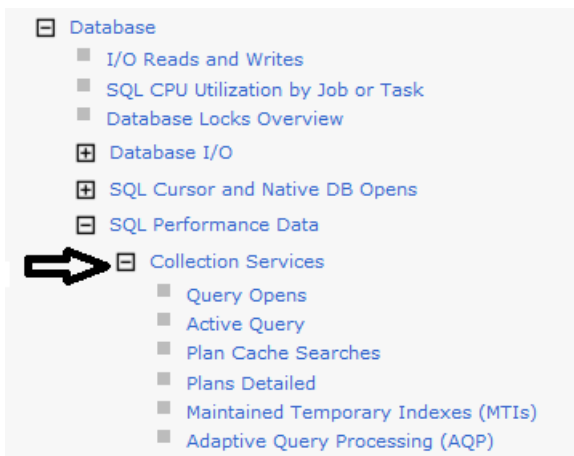 Database
I/O Reads and Writes
SQL CPU Utilization by Job or Task
Database Locks Overview
Database I/O
SQL Cursor and Native DB Opens
SQL Performance Data
Collection Services
Query Opens
Active Query
Plan Cache Searches
Plans Detailed
Maintained Temporary Indexes (MTIs)
Adaptive Query Processing (AQP)